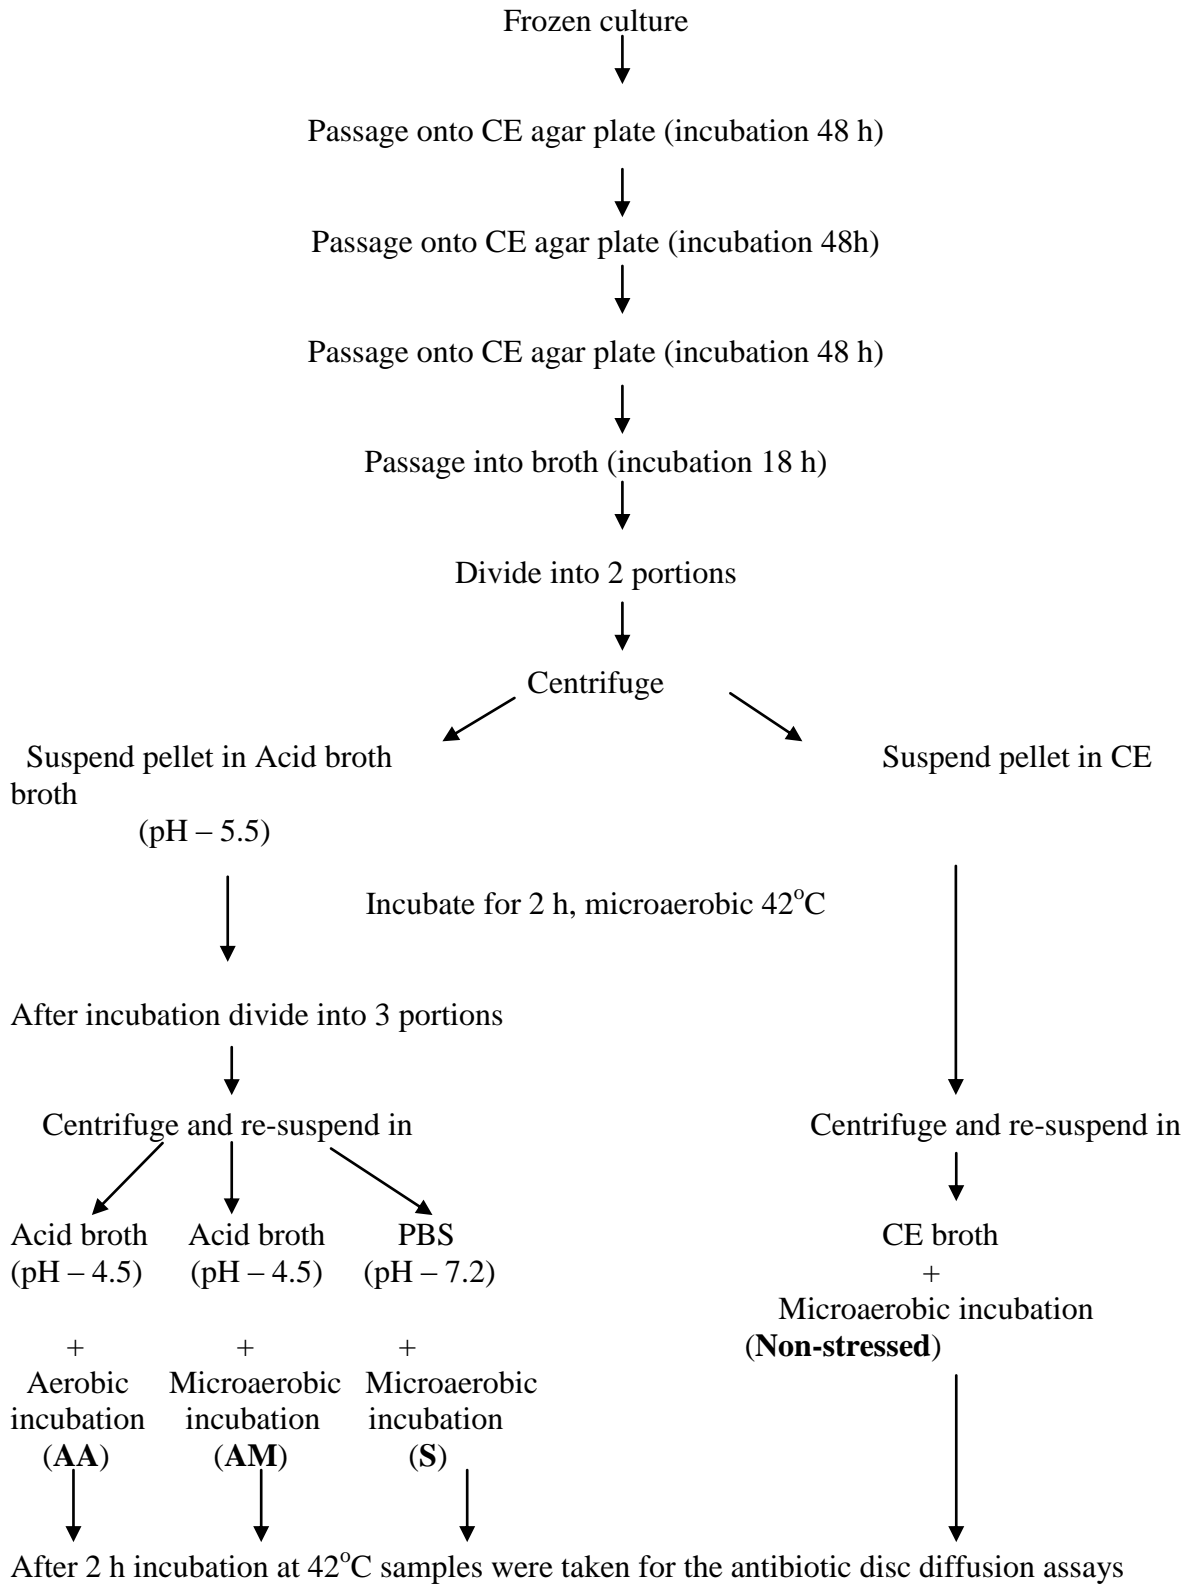 Frozen culture
Passage onto CE agar plate (incubation 48 h)
Passage onto CE agar plate (incubation 48h)
Passage onto CE agar plate (incubation 48 h)
Passage into broth (incubation 18 h)
Divide into 2 portions
Centrifuge
Suspend pellet in Acid broth Suspend pellet in CE
broth
(pH – 5.5)
Incubate for 2 h, microaerobic 42°C
After incubation divide into 3 portions
Centrifuge and re-suspend in Centrifuge and re-suspend in
Acid broth Acid broth PBS CE broth
(pH – 4.5) (pH – 4.5) (pH – 7.2) +
Microaerobic incubation
+ + + (Non-stressed)
Aerobic Microaerobic Microaerobic
incubation incubation incubation
(AA) (AM) (S)
After 2 h incubation at 42°C samples were taken for the antibiotic disc diffusion assays